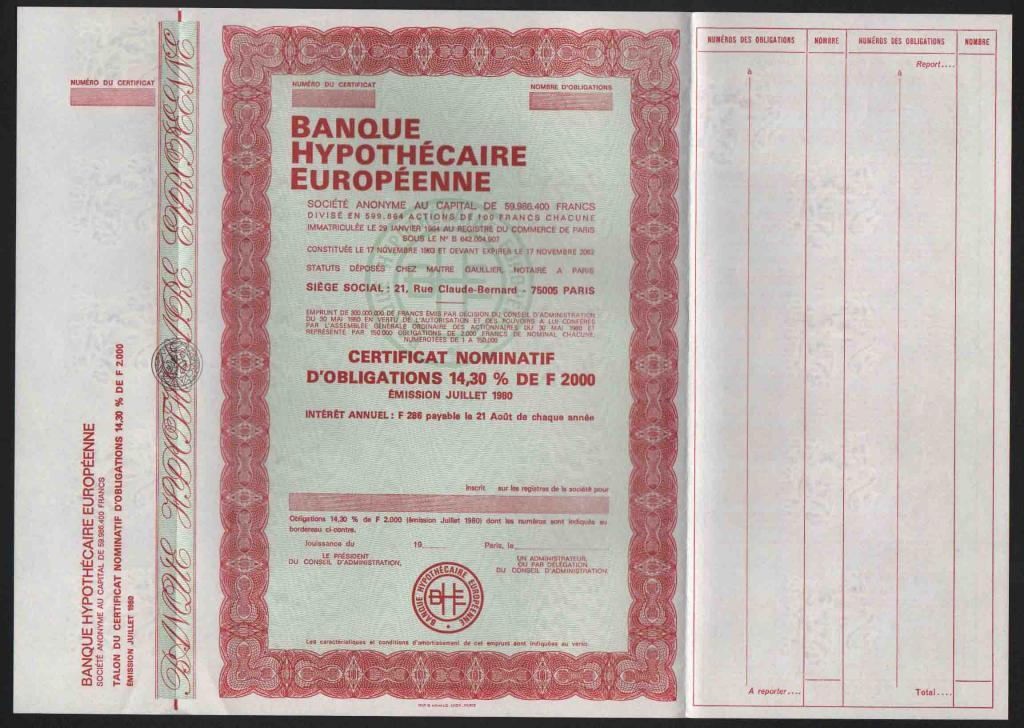 NUMÉRO DU CERTIFICAT
BANQUE HYPOTHÉCAIRE EUROPÉENNE
SOCIÉTÉ ANONYME AU CAPITAL DE 59.986.400 FRANCS
TALON DU CERTIFICAT NOMINATIF D'OBLIGATIONS 14,30 % DE F 2.000
ÉMISSION JUILLET 1980
BANQUE HYPOTHÉCAIRE EUROPÉENNE
NUMÉRO DU CERTIFICAT
NOMBRE D'OBLIGATIONS
BANQUE
HYPOTHÉCAIRE
EUROPÉENNE
SOCIÉTÉ ANONYME AU CAPITAL DE 59.986.400 FRANCS
DIVISÉ EN 599.864 ACTIONS DE 100 FRANCS CHACUNE
IMMATRICULÉE LE 29 JANVIER 1964 AU REGISTRE DU COMMERCE DE PARIS
SOUS LE N° B 642.004.907
CONSTITUÉE LE 17 NOVEMBRE 1963 ET DEVANT EXPIRER LE 17 NOVEMBRE 2062
STATUTS DÉPOSÉS CHEZ MAITRE GAULLIER, NOTAIRE A PARIS
SIÈGE SOCIAL : 21, Rue Claude-Bernard - 75005 PARIS
EMPRUNT DE 300.000.000 DE FRANCS ÉMIS PAR DÉCISION DU CONSEIL D'ADMINISTRATION
DU 30 MAI 1980 EN VERTU DE L'AUTORISATION ET DES POUVOIRS A LUI CONFÉRÉS
PAR L'ASSEMBLÉE GÉNÉRALE ORDINAIRE DES ACTIONNAIRES DU 30 MAI 1980 ET
REPRÉSENTÉ PAR 150.000 OBLIGATIONS DE 2.000 FRANCS DE NOMINAL CHACUNE,
NUMÉROTÉES DE 1 A 150.000
CERTIFICAT NOMINATIF
D'OBLIGATIONS 14,30 % DE F 2000
ÉMISSION JUILLET 1980
INTÉRÊT ANNUEL : F 286 payable le 21 Août de chaque année
inscrit sur les registres de la société pour
Obligations 14,30 % de F 2.000 (émission Juillet 1980) dont les numéros sont indiqués au
bordereau ci-contre.
Jouissance du 19 Paris, le
LE PRÉSIDENT
DU CONSEIL D'ADMINISTRATION,
UN ADMINISTRATEUR,
OU PAR DÉLÉGATION
DU CONSEIL D'ADMINISTRATION,
BANQUE HYPOTHÉCAIRE EUROPÉENNE
BHE
Les caractéristiques et conditions d'amortissement de cet emprunt sont indiquées au verso.
NUMÉROS DES OBLIGATIONS NOMBRE NUMÉROS DES OBLIGATIONS NOMBRE
à à Report....
A reporter.... Total....